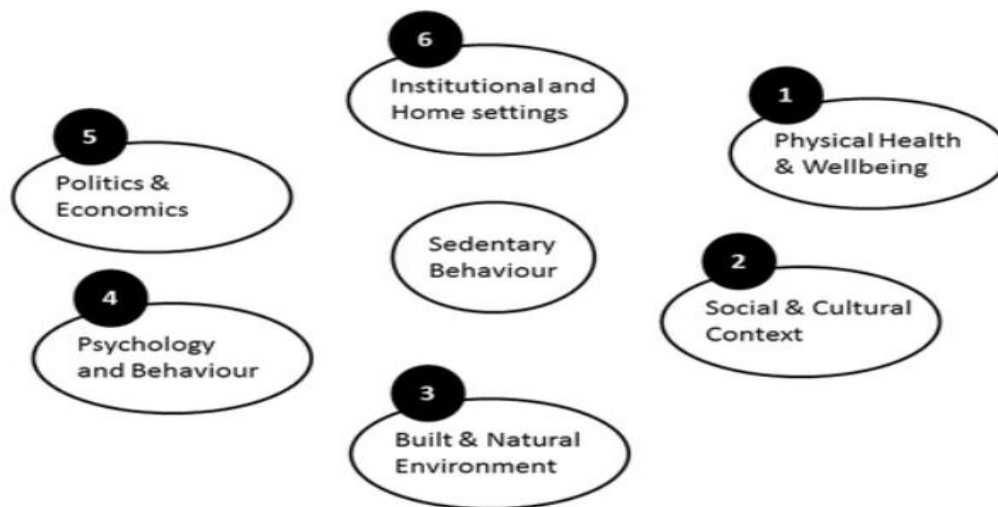 6
Institutional and
Home settings
1
Physical Health
& Wellbeing
5
Politics &
Economics
Sedentary
Behaviour
2
Social & Cultural
Context
4
Psychology
and Behaviour
3
Built & Natural
Environment